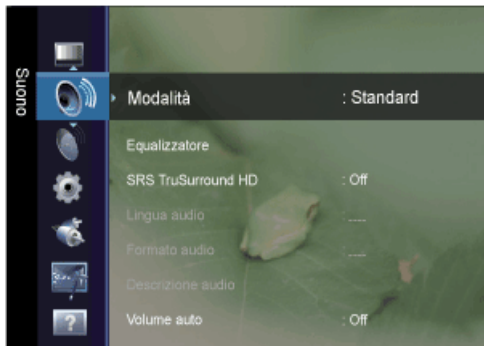 Suono
Modalità : Standard
Equalizzatore
SRS TruSurround HD : Off
Lingua audio : ----
Formato audio : ----
Descrizione audio
Volume auto : Off
?